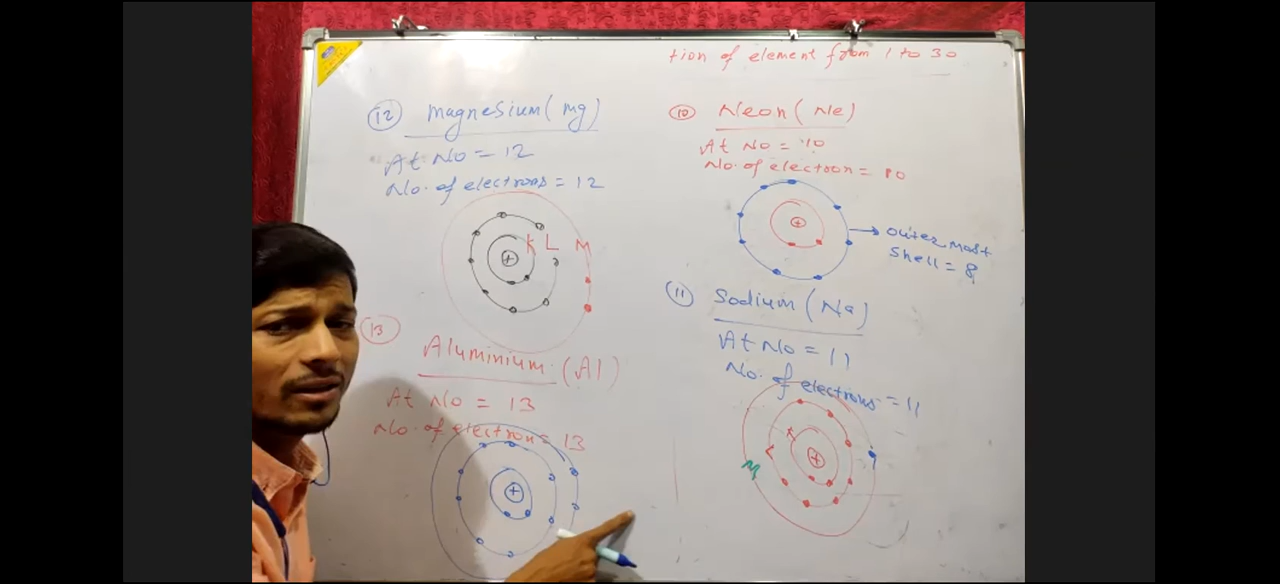 tion of element from 1 to 30
12 Magnesium (Mg)
At No = 12
No. of electrons = 12
+ K L M
13 Aluminium (Al)
At No = 13
No. of electron = 13
+
10 Neon (Ne)
At No = 10
No. of electron = 10
+
outer most
shell = 8
11 Sodium (Na)
At No = 11
No. of electrons = 11
K
L
M
+